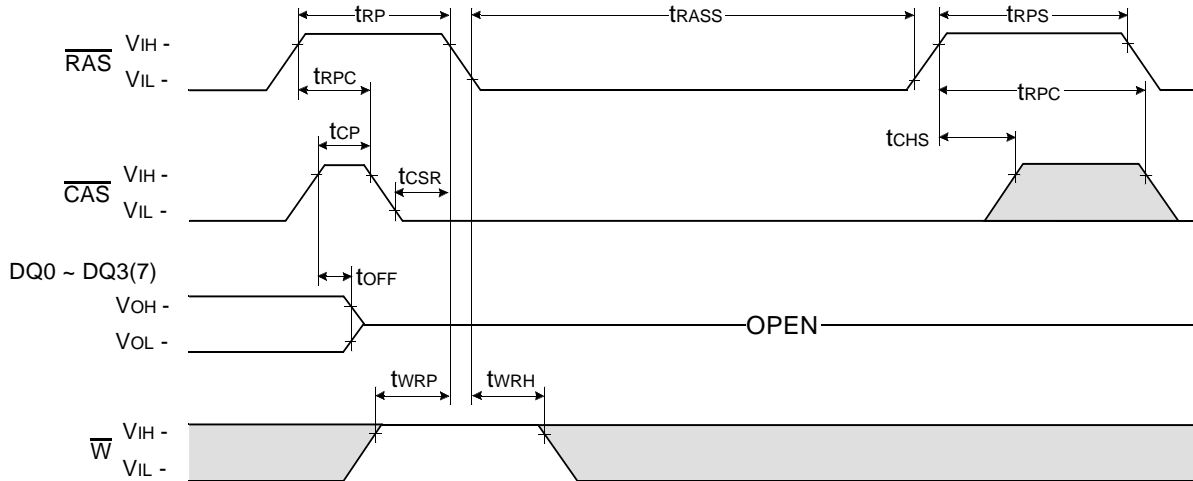 tRP tRASS tRPS
RAS VIH -
VIL -
tRPC tRPC
tCP tCHS
CAS VIH -
tCSR
VIL -
DQ0 ~ DQ3(7)
tOFF
VOH -
OPEN
VOL -
tWRP tWRH
W VIH -
VIL -